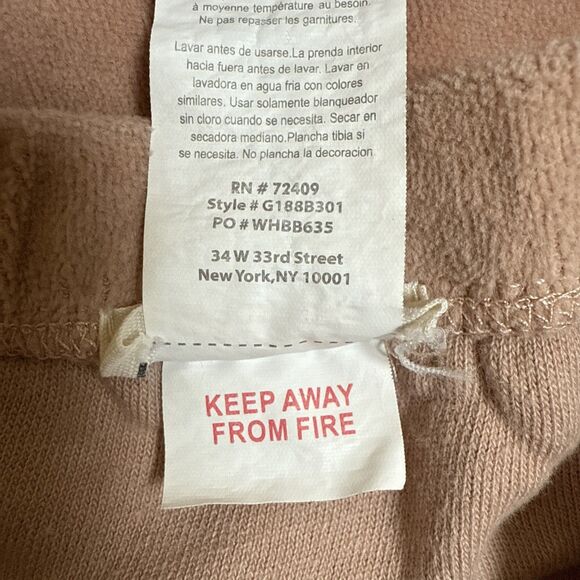 à moyenne température au besoin.
Ne pas repasser les garnitures.
Lavar antes de usarse.La prenda interior
hacia fuera antes de lavar. Lavar en
lavadora en agua fria con colores
similares. Usar solamente blanqueador
sin cloro cuando se necesita. Secar en
secadora mediano.Plancha tibia si
se necesita. No plancha la decoracion
RN # 72409
Style # G188B301
PO # WHBB635
34 W 33rd Street
New York,NY 10001
KEEP AWAY
FROM FIRE